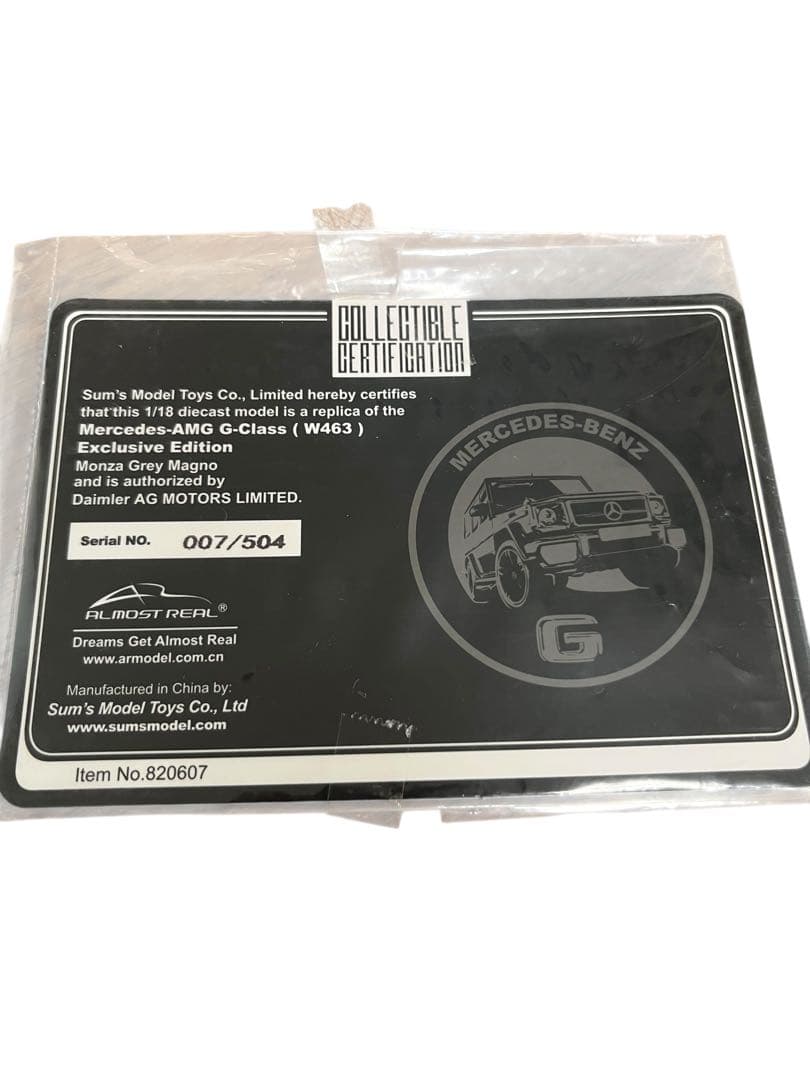 COLLECTIBLE
CERTIFICATION
Sum's Model Toys Co., Limited hereby certifies
that this 1/18 diecast model is a replica of the
Mercedes-AMG G-Class ( W463 )
Exclusive Edition
Monza Grey Magno
and is authorized by
Daimler AG MOTORS LIMITED.
Serial NO. 007/504
ALMOST REAL®
Dreams Get Almost Real
www.armodel.com.cn
Manufactured in China by:
Sum's Model Toys Co., Ltd
www.sumsmodel.com
Item No.820607
MERCEDES-BENZ
G